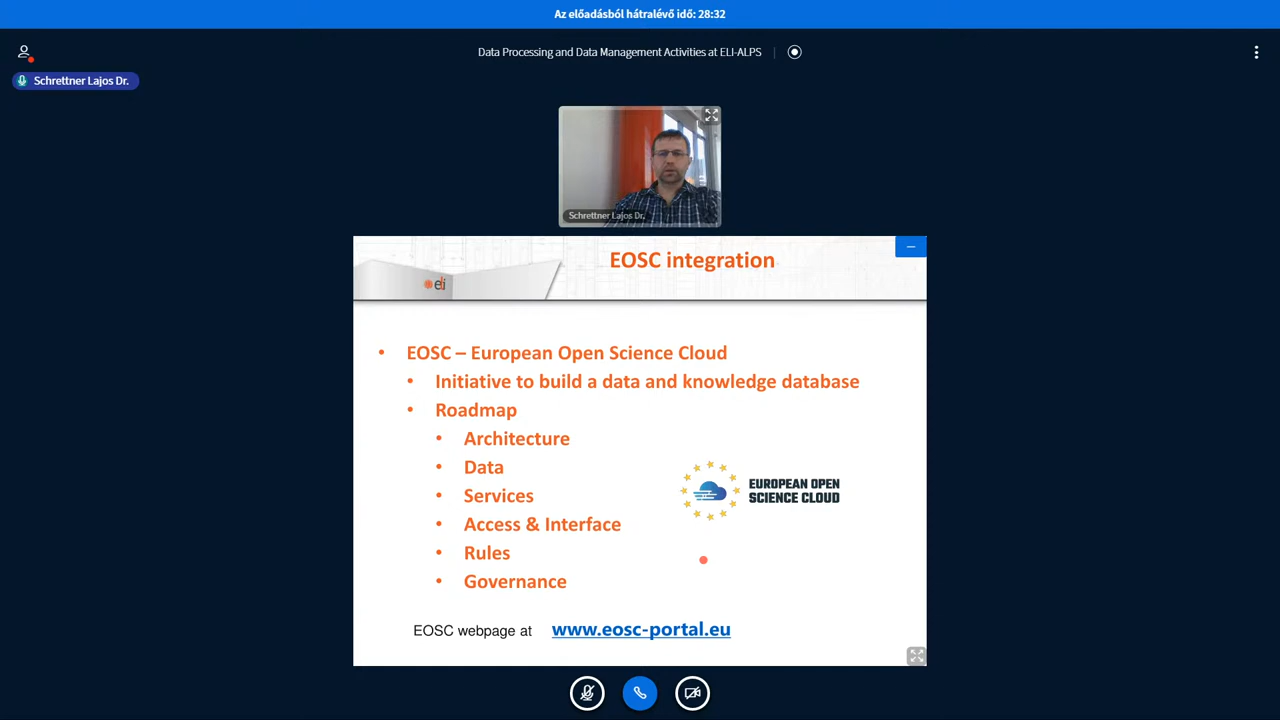 Az előadásból hátralévő idő: 28:32
Data Processing and Data Management Activities at ELI-ALPS
Schrettner Lajos Dr.
Schrettner Lajos Dr.
EOSC integration
eli
• EOSC – European Open Science Cloud
• Initiative to build a data and knowledge database
• Roadmap
• Architecture
• Data
• Services
• Access & Interface
• Rules
• Governance
EUROPEAN OPEN
SCIENCE CLOUD
EOSC webpage at www.eosc-portal.eu